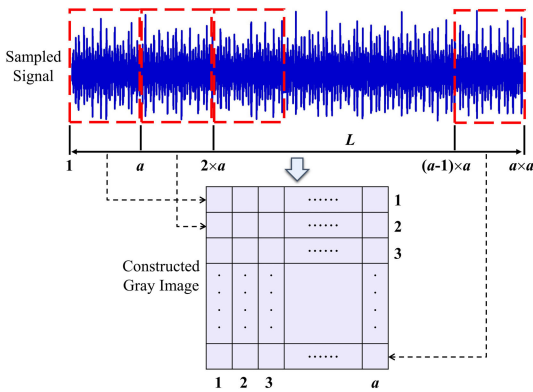 Sampled
Signal
L
1 a 2×a (a-1)×a a×a
...... 1
...... 2
...... 3
Constructed
Gray Image
......
1 2 3 a